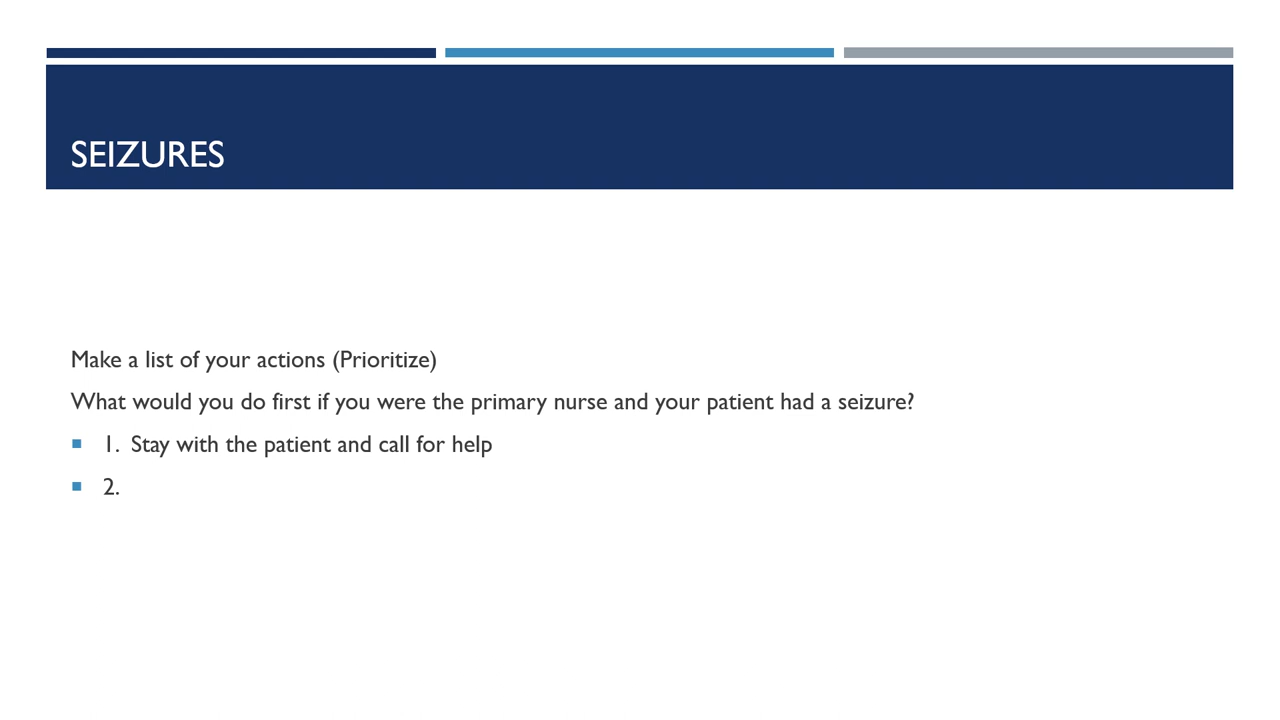 SEIZURES
Make a list of your actions (Prioritize)
What would you do first if you were the primary nurse and your patient had a seizure?
1. Stay with the patient and call for help
2.